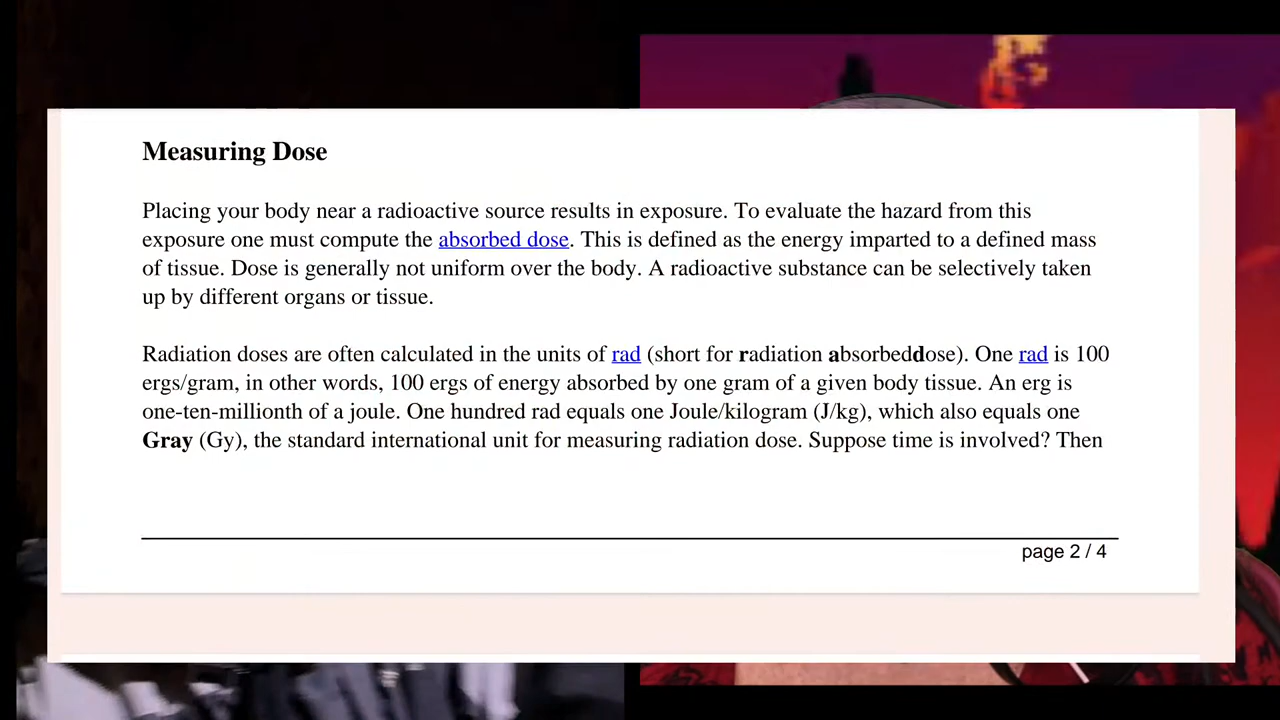 Measuring Dose
Placing your body near a radioactive source results in exposure. To evaluate the hazard from this
exposure one must compute the absorbed dose. This is defined as the energy imparted to a defined mass
of tissue. Dose is generally not uniform over the body. A radioactive substance can be selectively taken
up by different organs or tissue.
Radiation doses are often calculated in the units of rad (short for radiation absorbeddose). One rad is 100
ergs/gram, in other words, 100 ergs of energy absorbed by one gram of a given body tissue. An erg is
one-ten-millionth of a joule. One hundred rad equals one Joule/kilogram (J/kg), which also equals one
Gray (Gy), the standard international unit for measuring radiation dose. Suppose time is involved? Then
page 2 / 4